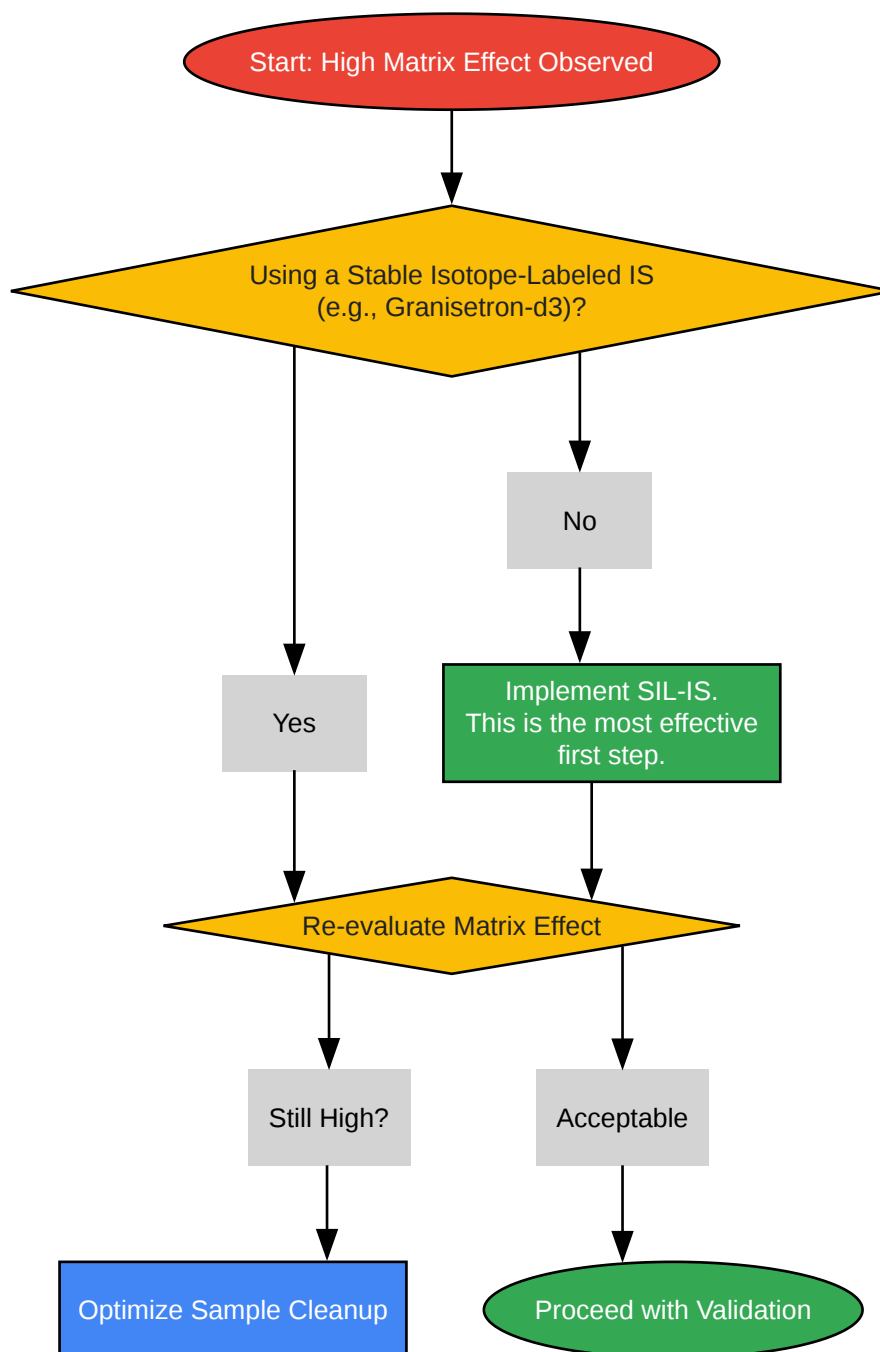 Start: High Matrix Effect Observed
Using a Stable Isotope-Labeled IS
(e.g., Granisetron-d3)?
No
Implement SIL-IS.
This is the most effective
first step.
Yes
Re-evaluate Matrix Effect
Still High?
Acceptable
Optimize Sample Cleanup
Proceed with Validation